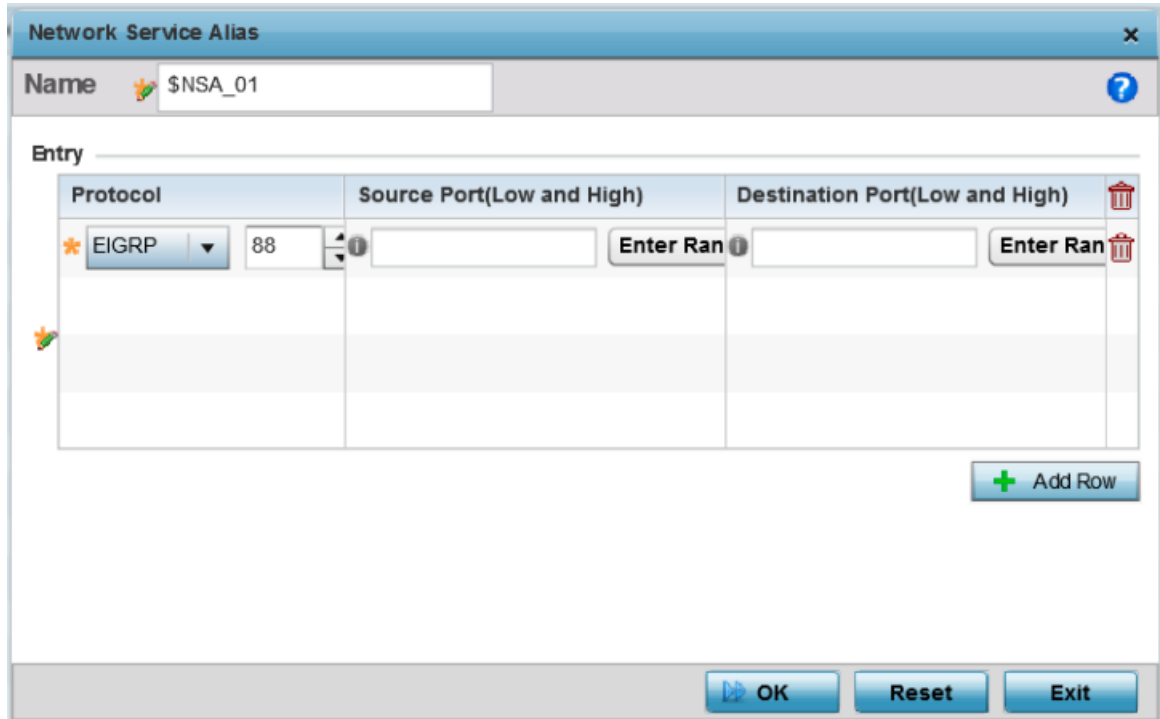 Network Service Alias
Name $NSA_01
Entry
Protocol Source Port(Low and High) Destination Port(Low and High)
EIGRP 88 Enter Ran Enter Ran
Add Row
OK Reset Exit